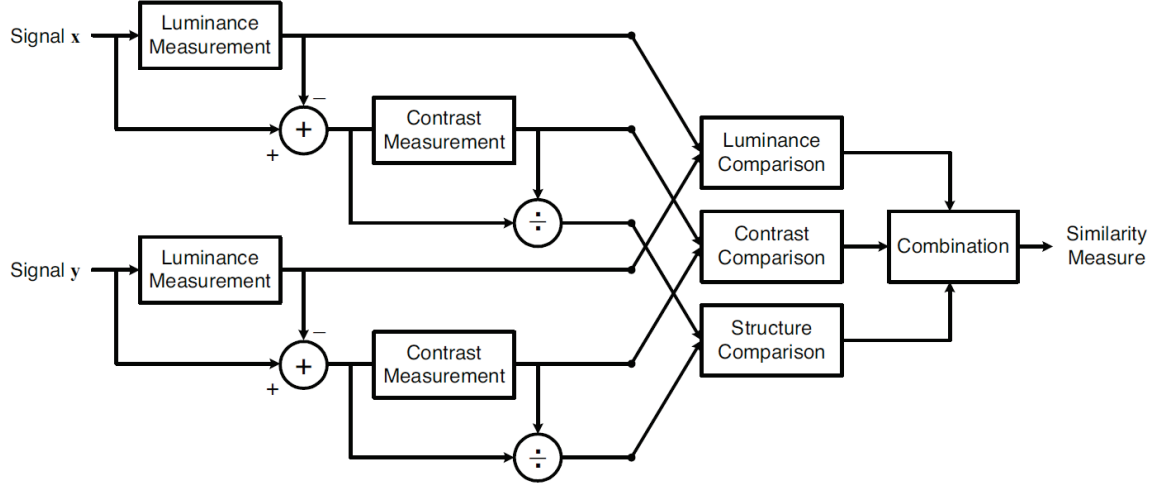 Signal x
Luminance
Measurement
−
+
+
Contrast
Measurement
÷
Signal y
Luminance
Measurement
−
+
+
Contrast
Measurement
÷
Luminance
Comparison
Contrast
Comparison
Structure
Comparison
Combination
Similarity
Measure